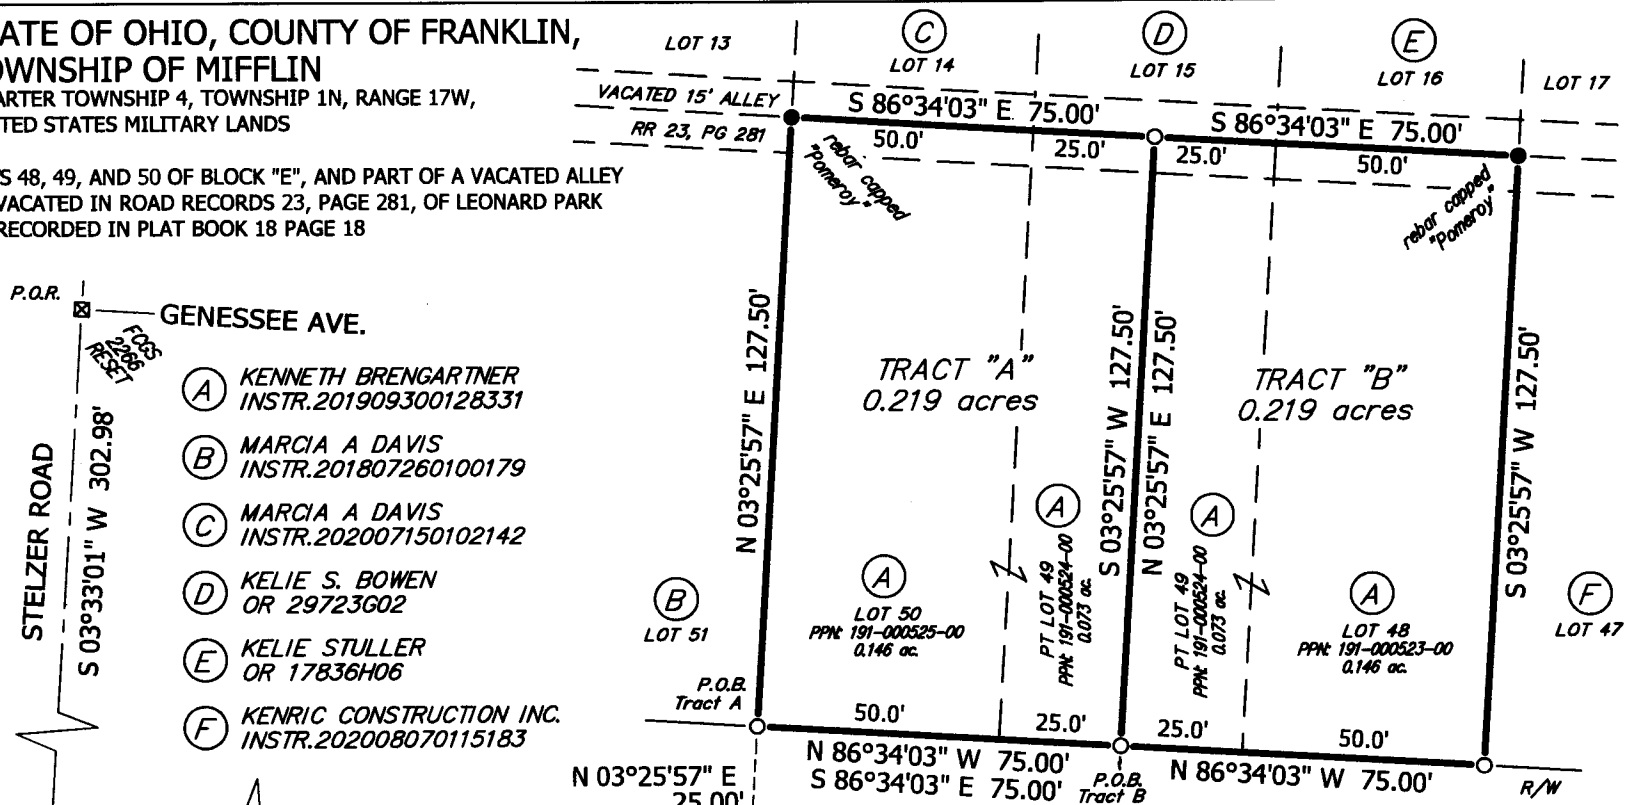 ATE OF OHIO, COUNTY OF FRANKLIN,
OWNSHIP OF MIFFLIN
ARTER TOWNSHIP 4, TOWNSHIP 1N, RANGE 17W,
TED STATES MILITARY LANDS
S 48, 49, AND 50 OF BLOCK "E", AND PART OF A VACATED ALLEY
VACATED IN ROAD RECORDS 23, PAGE 281, OF LEONARD PARK
RECORDED IN PLAT BOOK 18 PAGE 18
P.O.R.
GENESSEE AVE.
FCGS
2266
RESET
STELZER ROAD
S 03°33'01" W 302.98'
A
KENNETH BRENGARTNER
INSTR.201909300128331
B
MARCIA A DAVIS
INSTR.201807260100179
C
MARCIA A DAVIS
INSTR.202007150102142
D
KELIE S. BOWEN
OR 29723G02
E
KELIE STULLER
OR 17836H06
F
KENRIC CONSTRUCTION INC.
INSTR.202008070115183
LOT 13
C
LOT 14
D
LOT 15
E
LOT 16
LOT 17
VACATED 15' ALLEY
RR 23, PG 281
S 86°34'03" E 75.00'
S 86°34'03" E 75.00'
50.0'
25.0'
25.0'
50.0'
rebar capped
"Pomeroy"
rebar capped
"Pomeroy"
N 03°25'57" E 127.50'
TRACT "A"
0.219 acres
S 03°25'57" W 127.50'
N 03°25'57" E 127.50'
TRACT "B"
0.219 acres
S 03°25'57" W 127.50'
B
LOT 51
A
LOT 50
PPN: 191-000525-00
0.146 ac.
A
PT LOT 49
PPN: 191-000524-00
0.073 ac.
A
PT LOT 49
PPN: 191-000524-00
0.073 ac.
A
LOT 48
PPN: 191-000523-00
0.146 ac.
F
LOT 47
P.O.B.
Tract A
50.0'
25.0'
25.0'
50.0'
N 86°34'03" W 75.00'
S 86°34'03" E 75.00'
P.O.B.
Tract B
N 86°34'03" W 75.00'
R/W
N 03°25'57" E
25.00'